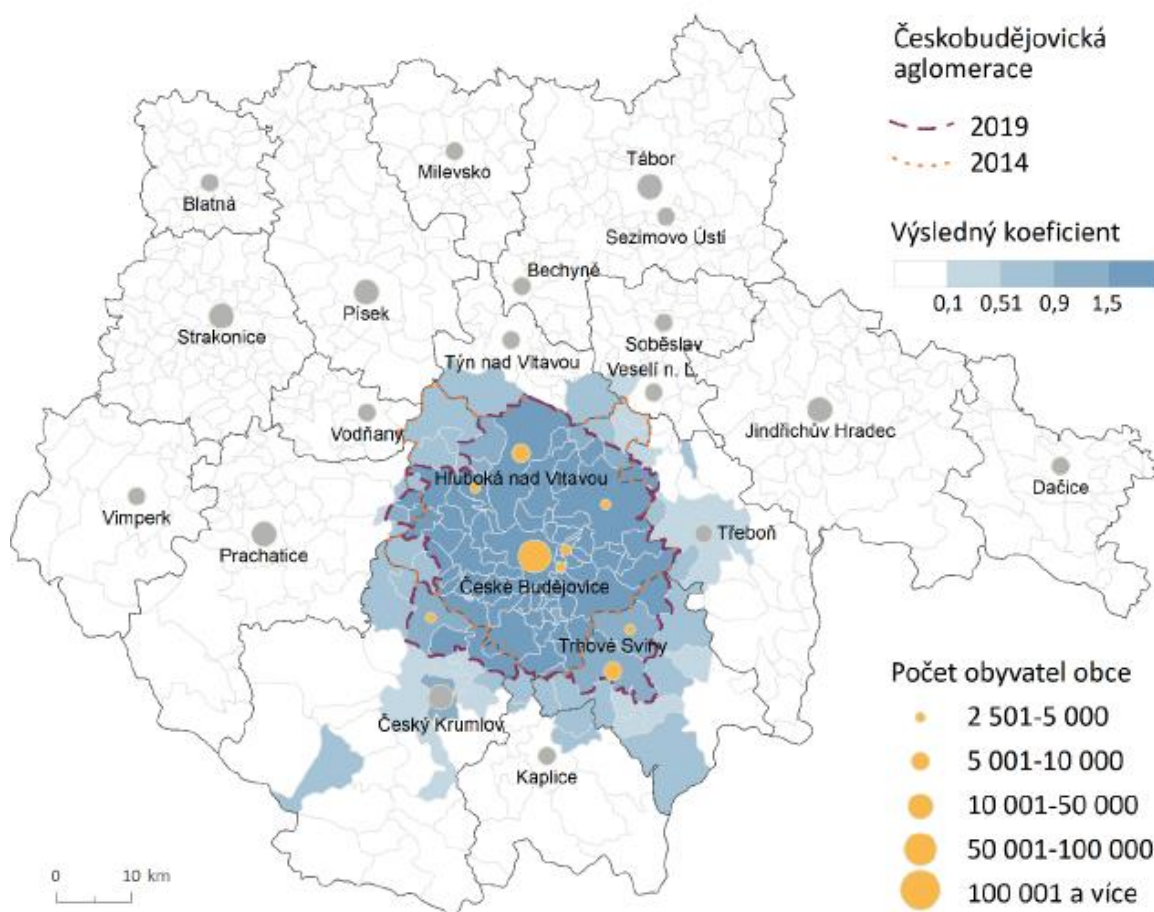 Českobudějovická
aglomerace
2019
2014
Výsledný koeficient
0,1 0,51 0,9 1,5
Milevsko
Tábor
Blatná
Sezimovo Ústí
Bechyně
Písek
Strakonice
Soběslav
Týn nad Vltavou
Veselí n. L.
Vodňany
Jindřichův Hradec
Hluboká nad Vltavou
Dačice
Vimperk
Třeboň
Prachatice
České Budějovice
Trhové Sviny
Český Krumlov
Kaplice
Počet obyvatel obce
2 501-5 000
5 001-10 000
10 001-50 000
50 001-100 000
100 001 a více
0 10 km